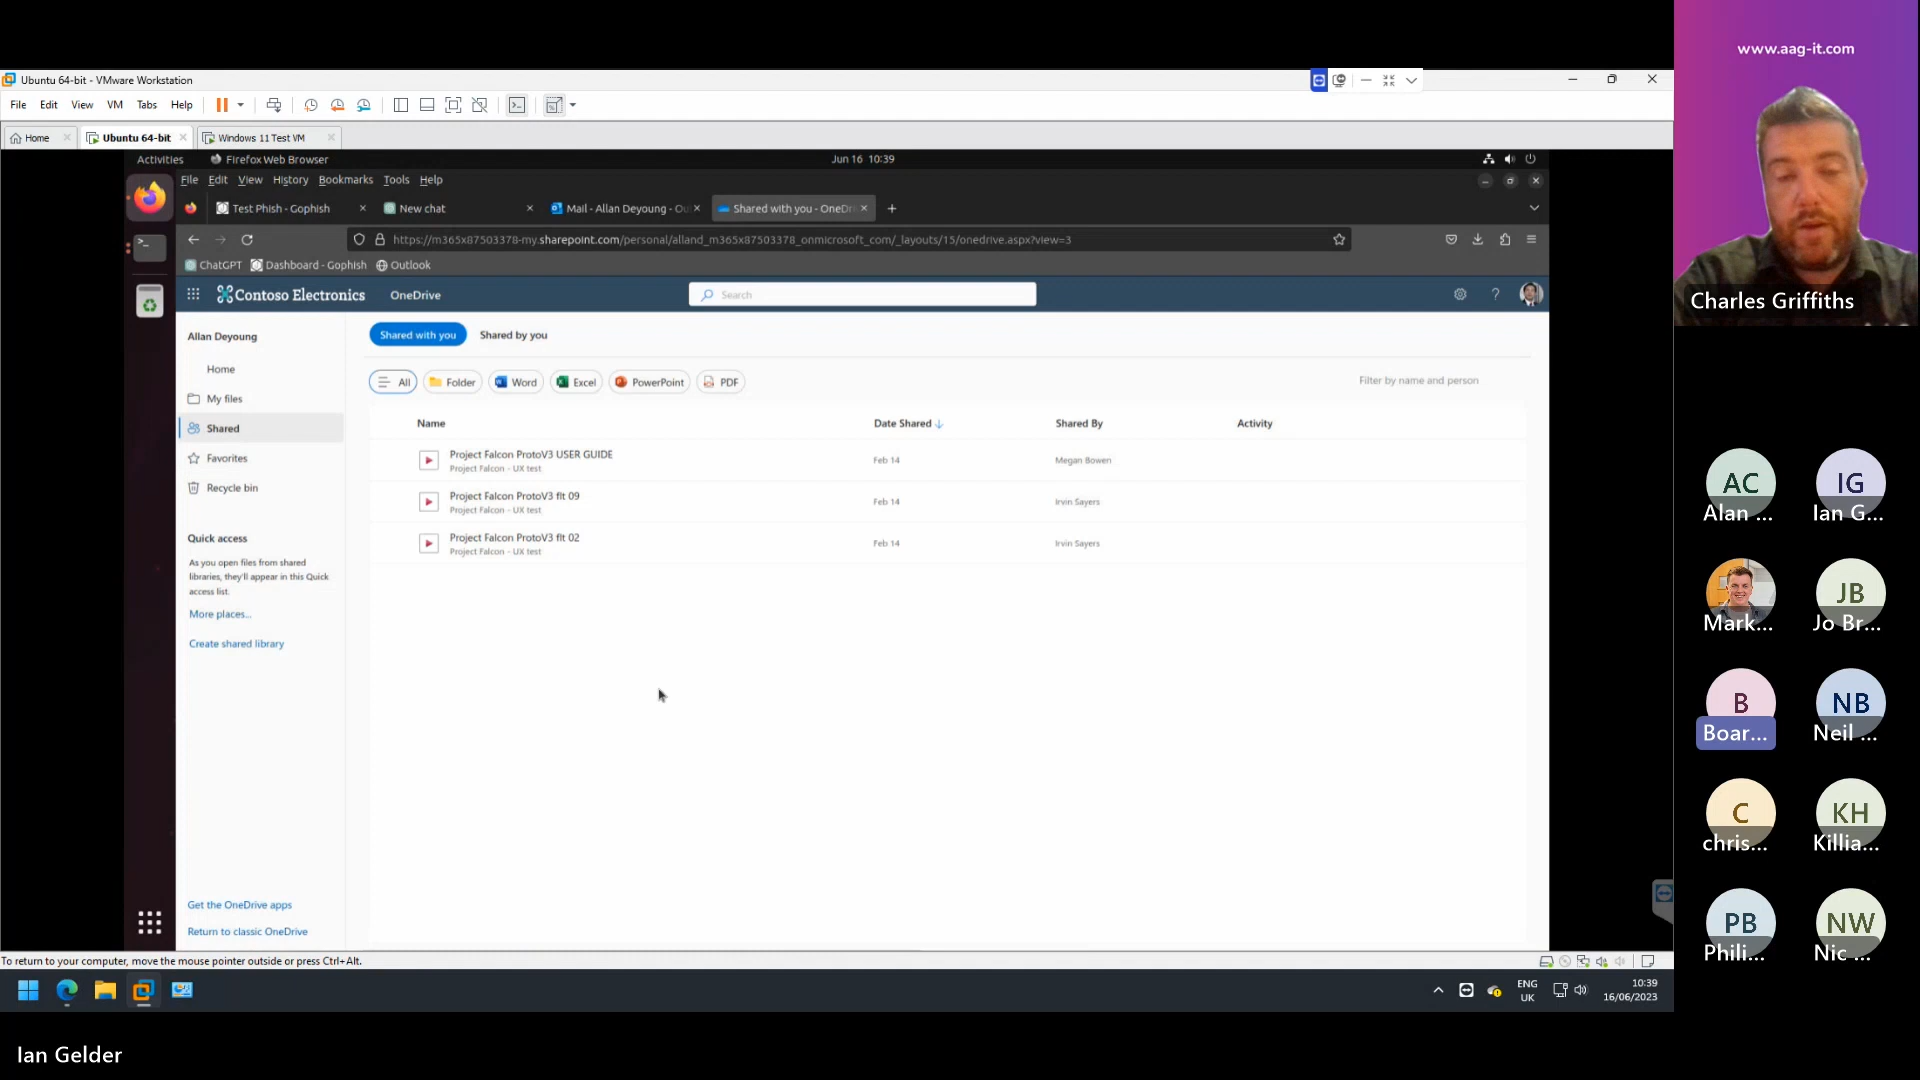 www.aag-it.com
Charles Griffiths
Ubuntu 64-bit - VMware Workstation
File Edit View VM Tabs Help
Home Ubuntu 64-bit Windows 11 Test VM
Activities Firefox Web Browser Jun 16 10:39
File Edit View History Bookmarks Tools Help
Test Phish - Gophish New chat Mail - Allan Deyoung - Ou Shared with you - OneDr
https://m365x87503378-my.sharepoint.com/personal/alland_m365x87503378_onmicrosoft_com/_layouts/15/onedrive.aspx?view=3
ChatGPT Dashboard - Gophish Outlook
Contoso Electronics OneDrive Search
Allan Deyoung
Home
My files
Shared
Favorites
Recycle bin
Quick access
As you open files from shared
libraries, they'll appear in this Quick
access list.
More places...
Create shared library
Get the OneDrive apps
Return to classic OneDrive
Shared with you Shared by you
All Folder Word Excel PowerPoint PDF Filter by name and person
Name Date Shared Shared By Activity
Project Falcon ProtoV3 USER GUIDE Feb 14 Megan Bowen
Project Falcon - UX test
Project Falcon ProtoV3 flt 09 Feb 14 Irvin Sayers
Project Falcon - UX test
Project Falcon ProtoV3 flt 02 Feb 14 Irvin Sayers
Project Falcon - UX test
To return to your computer, move the mouse pointer outside or press Ctrl+Alt.
ENG
UK
10:39
16/06/2023
AC IG
Alan ... Ian G...
JB
Mark... Jo Br...
B NB
Boar... Neil ...
C KH
chris... Killia...
PB NW
Phili... Nic ...
Ian Gelder